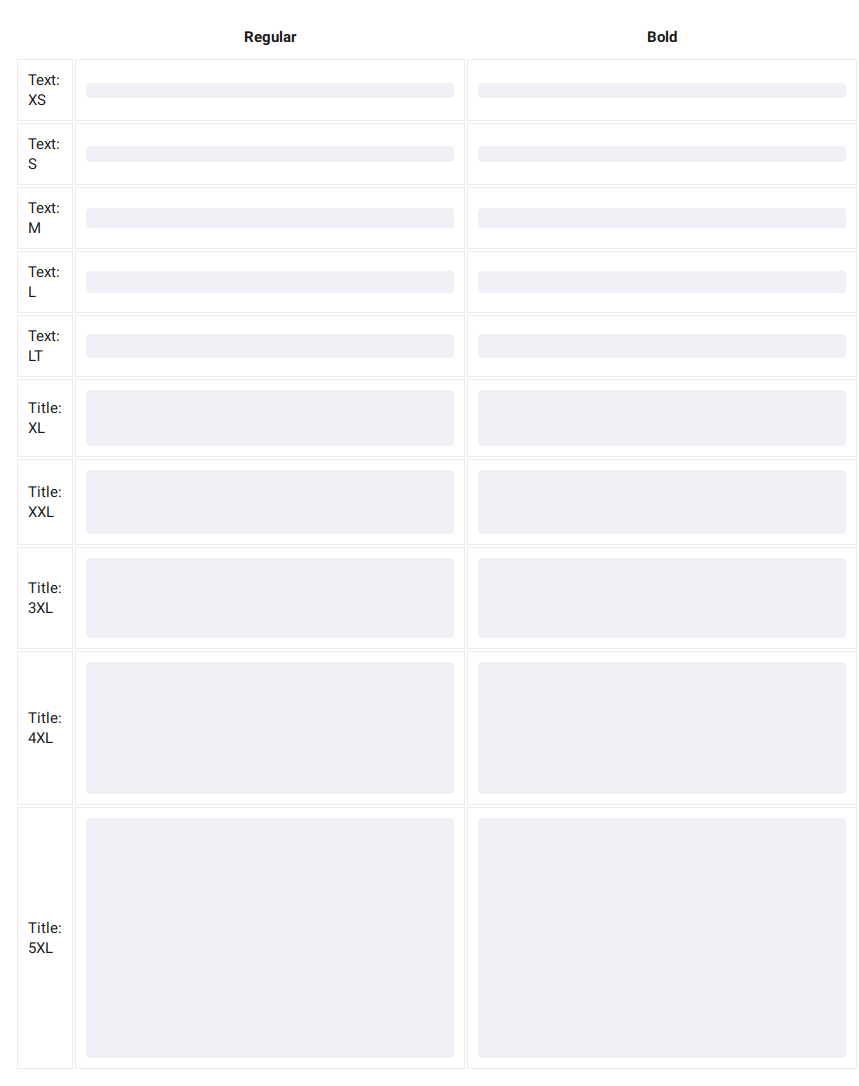 Regular Bold
Text:
XS
Text:
S
Text:
M
Text:
L
Text:
LT
Title:
XL
Title:
XXL
Title:
3XL
Title:
4XL
Title:
5XL